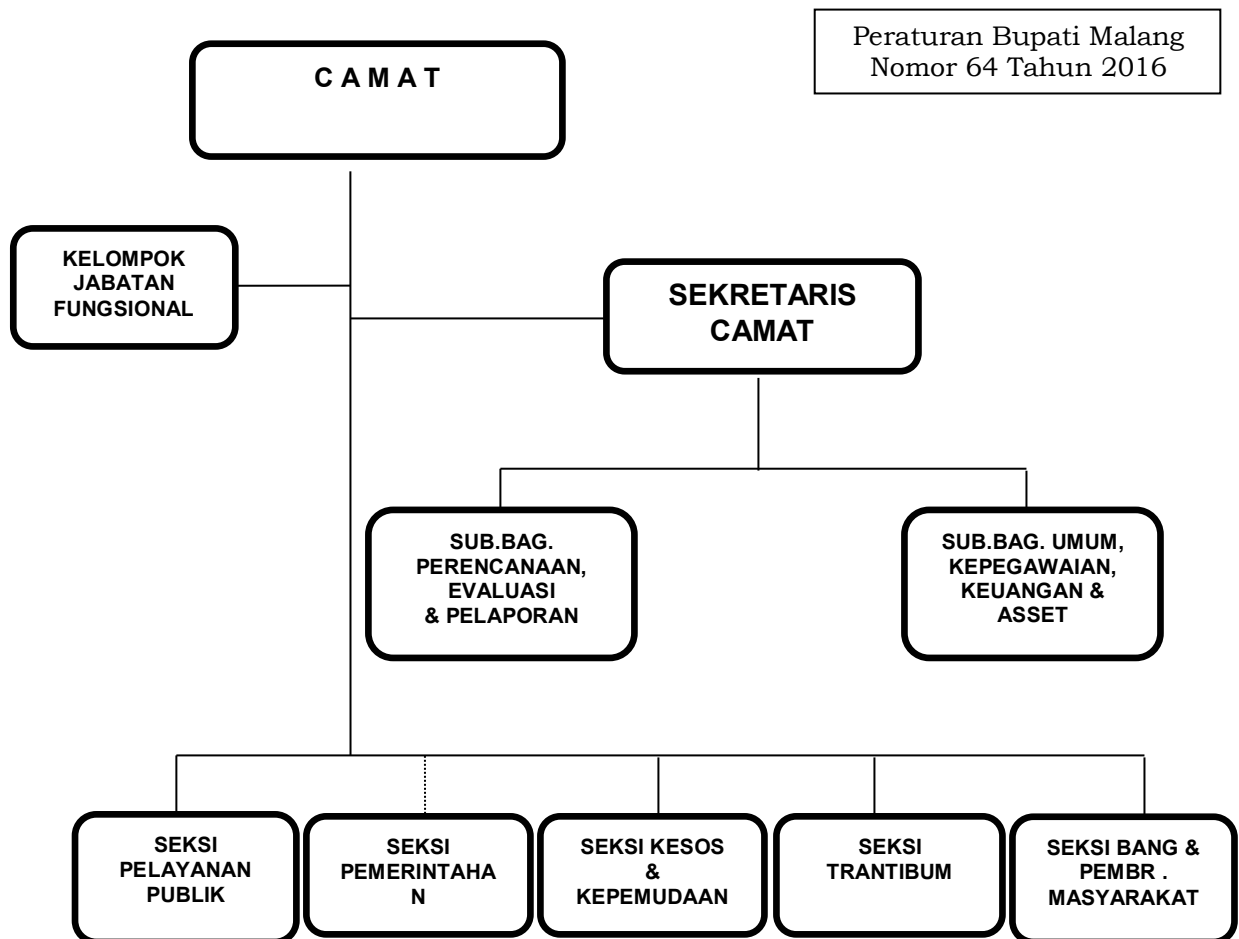 Peraturan Bupati Malang
Nomor 64 Tahun 2016
C A M A T
KELOMPOK
JABATAN
FUNGSIONAL
SEKRETARIS
CAMAT
SUB.BAG.
PERENCANAAN,
EVALUASI
& PELAPORAN
SUB.BAG. UMUM,
KEPEGAWAIAN,
KEUANGAN &
ASSET
SEKSI
PELAYANAN
PUBLIK
SEKSI
PEMERINTAHA
N
SEKSI KESOS
&
KEPEMUDAAN
SEKSI
TRANTIBUM
SEKSI BANG &
PEMBR .
MASYARAKAT